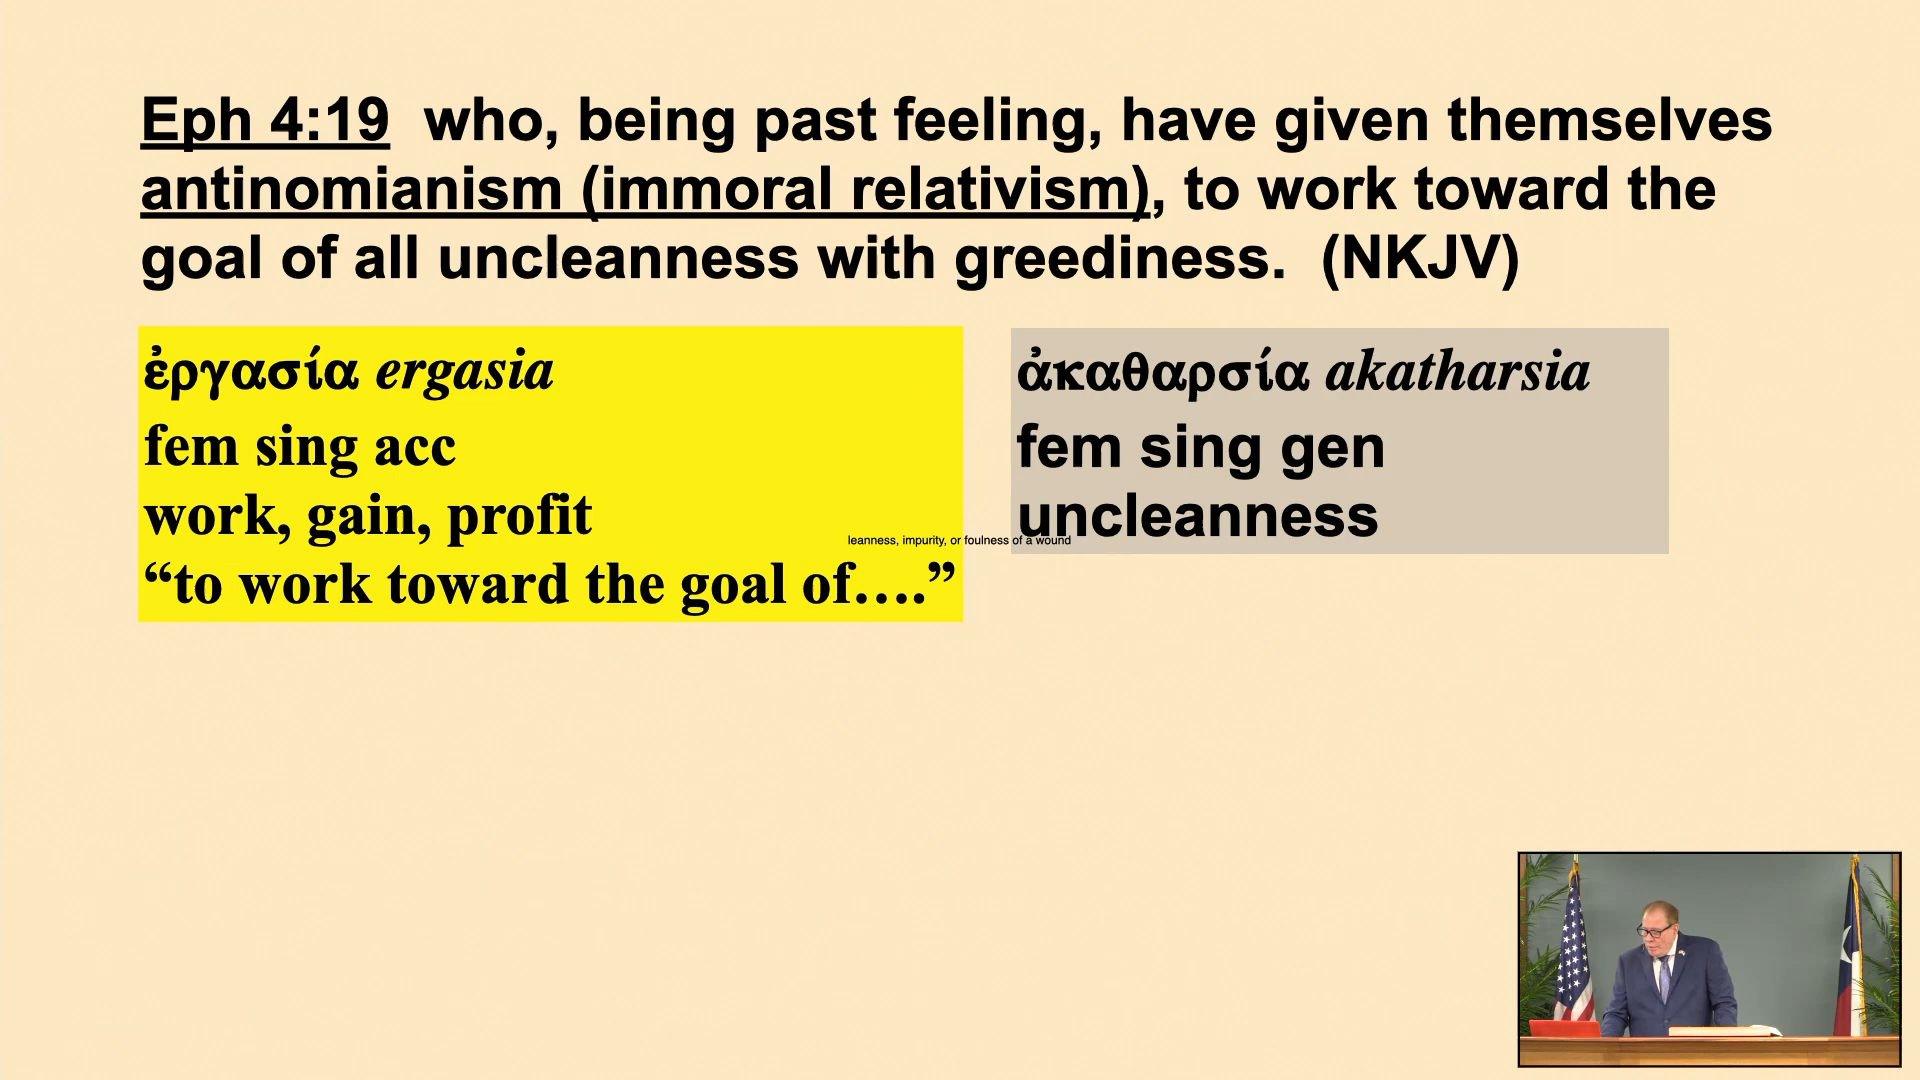 Eph 4:19  who, being past feeling, have given themselves
antinomianism (immoral relativism), to work toward the
goal of all uncleanness with greediness.  (NKJV)
ἐργασία ergasia
fem sing acc
work, gain, profit
“to work toward the goal of….”
ἀκαθαρσία akatharsia
fem sing gen
uncleanness
leanness, impurity, or foulness of a wound